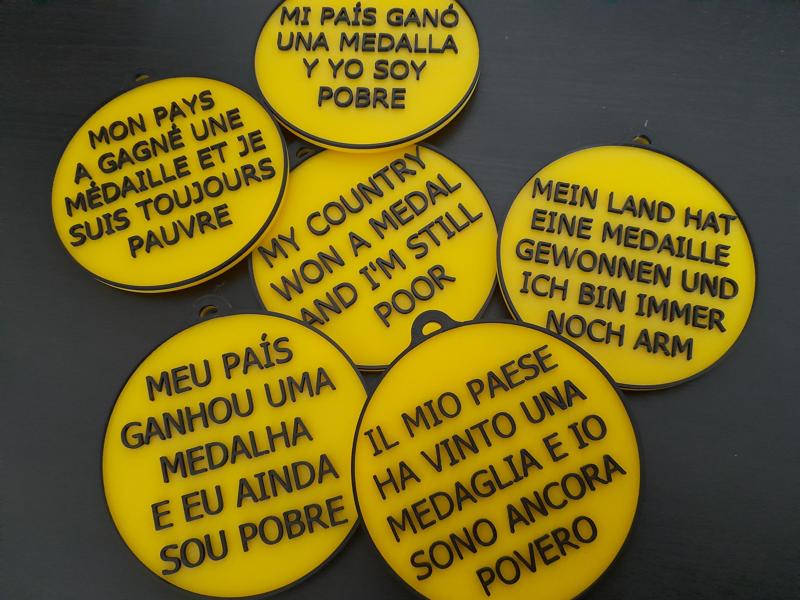 MI PAÍS GANÓ
UNA MEDALLA
Y YO SOY
POBRE
MON PAYS
A GAGNÉ UNE
MÉDAILLE ET JE
SUIS TOUJOURS
PAUVRE
MY COUNTRY
WON A MEDAL
AND I'M STILL
POOR
MEIN LAND HAT
EINE MEDAILLE
GEWONNEN UND
ICH BIN IMMER
NOCH ARM
MEU PAÍS
GANHOU UMA
MEDALHA
E EU AINDA
SOU POBRE
IL MIO PAESE
HA VINTO UNA
MEDAGLIA E IO
SONO ANCORA
POVERO